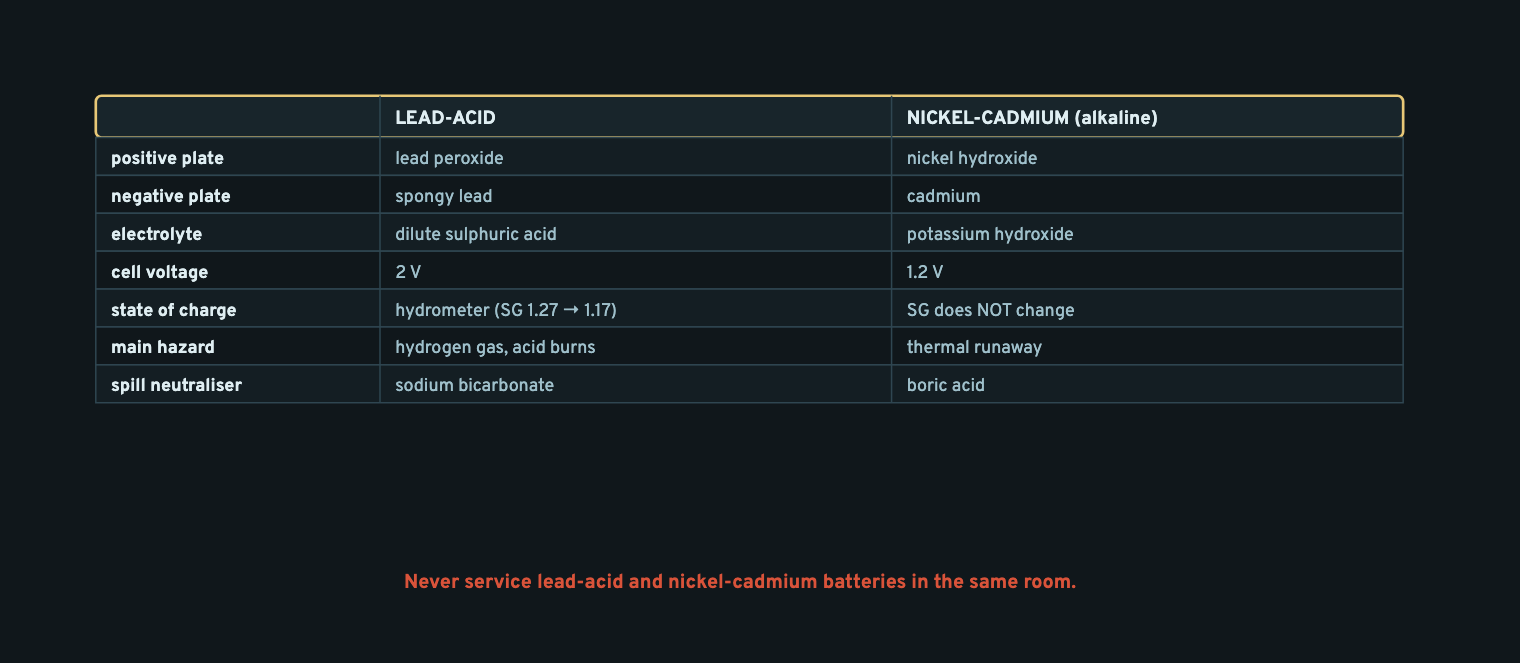 LEAD-ACID NICKEL-CADMIUM (alkaline)
positive plate lead peroxide nickel hydroxide
negative plate spongy lead cadmium
electrolyte dilute sulphuric acid potassium hydroxide
cell voltage 2 V 1.2 V
state of charge hydrometer (SG 1.27 → 1.17) SG does NOT change
main hazard hydrogen gas, acid burns thermal runaway
spill neutraliser sodium bicarbonate boric acid
Never service lead-acid and nickel-cadmium batteries in the same room.